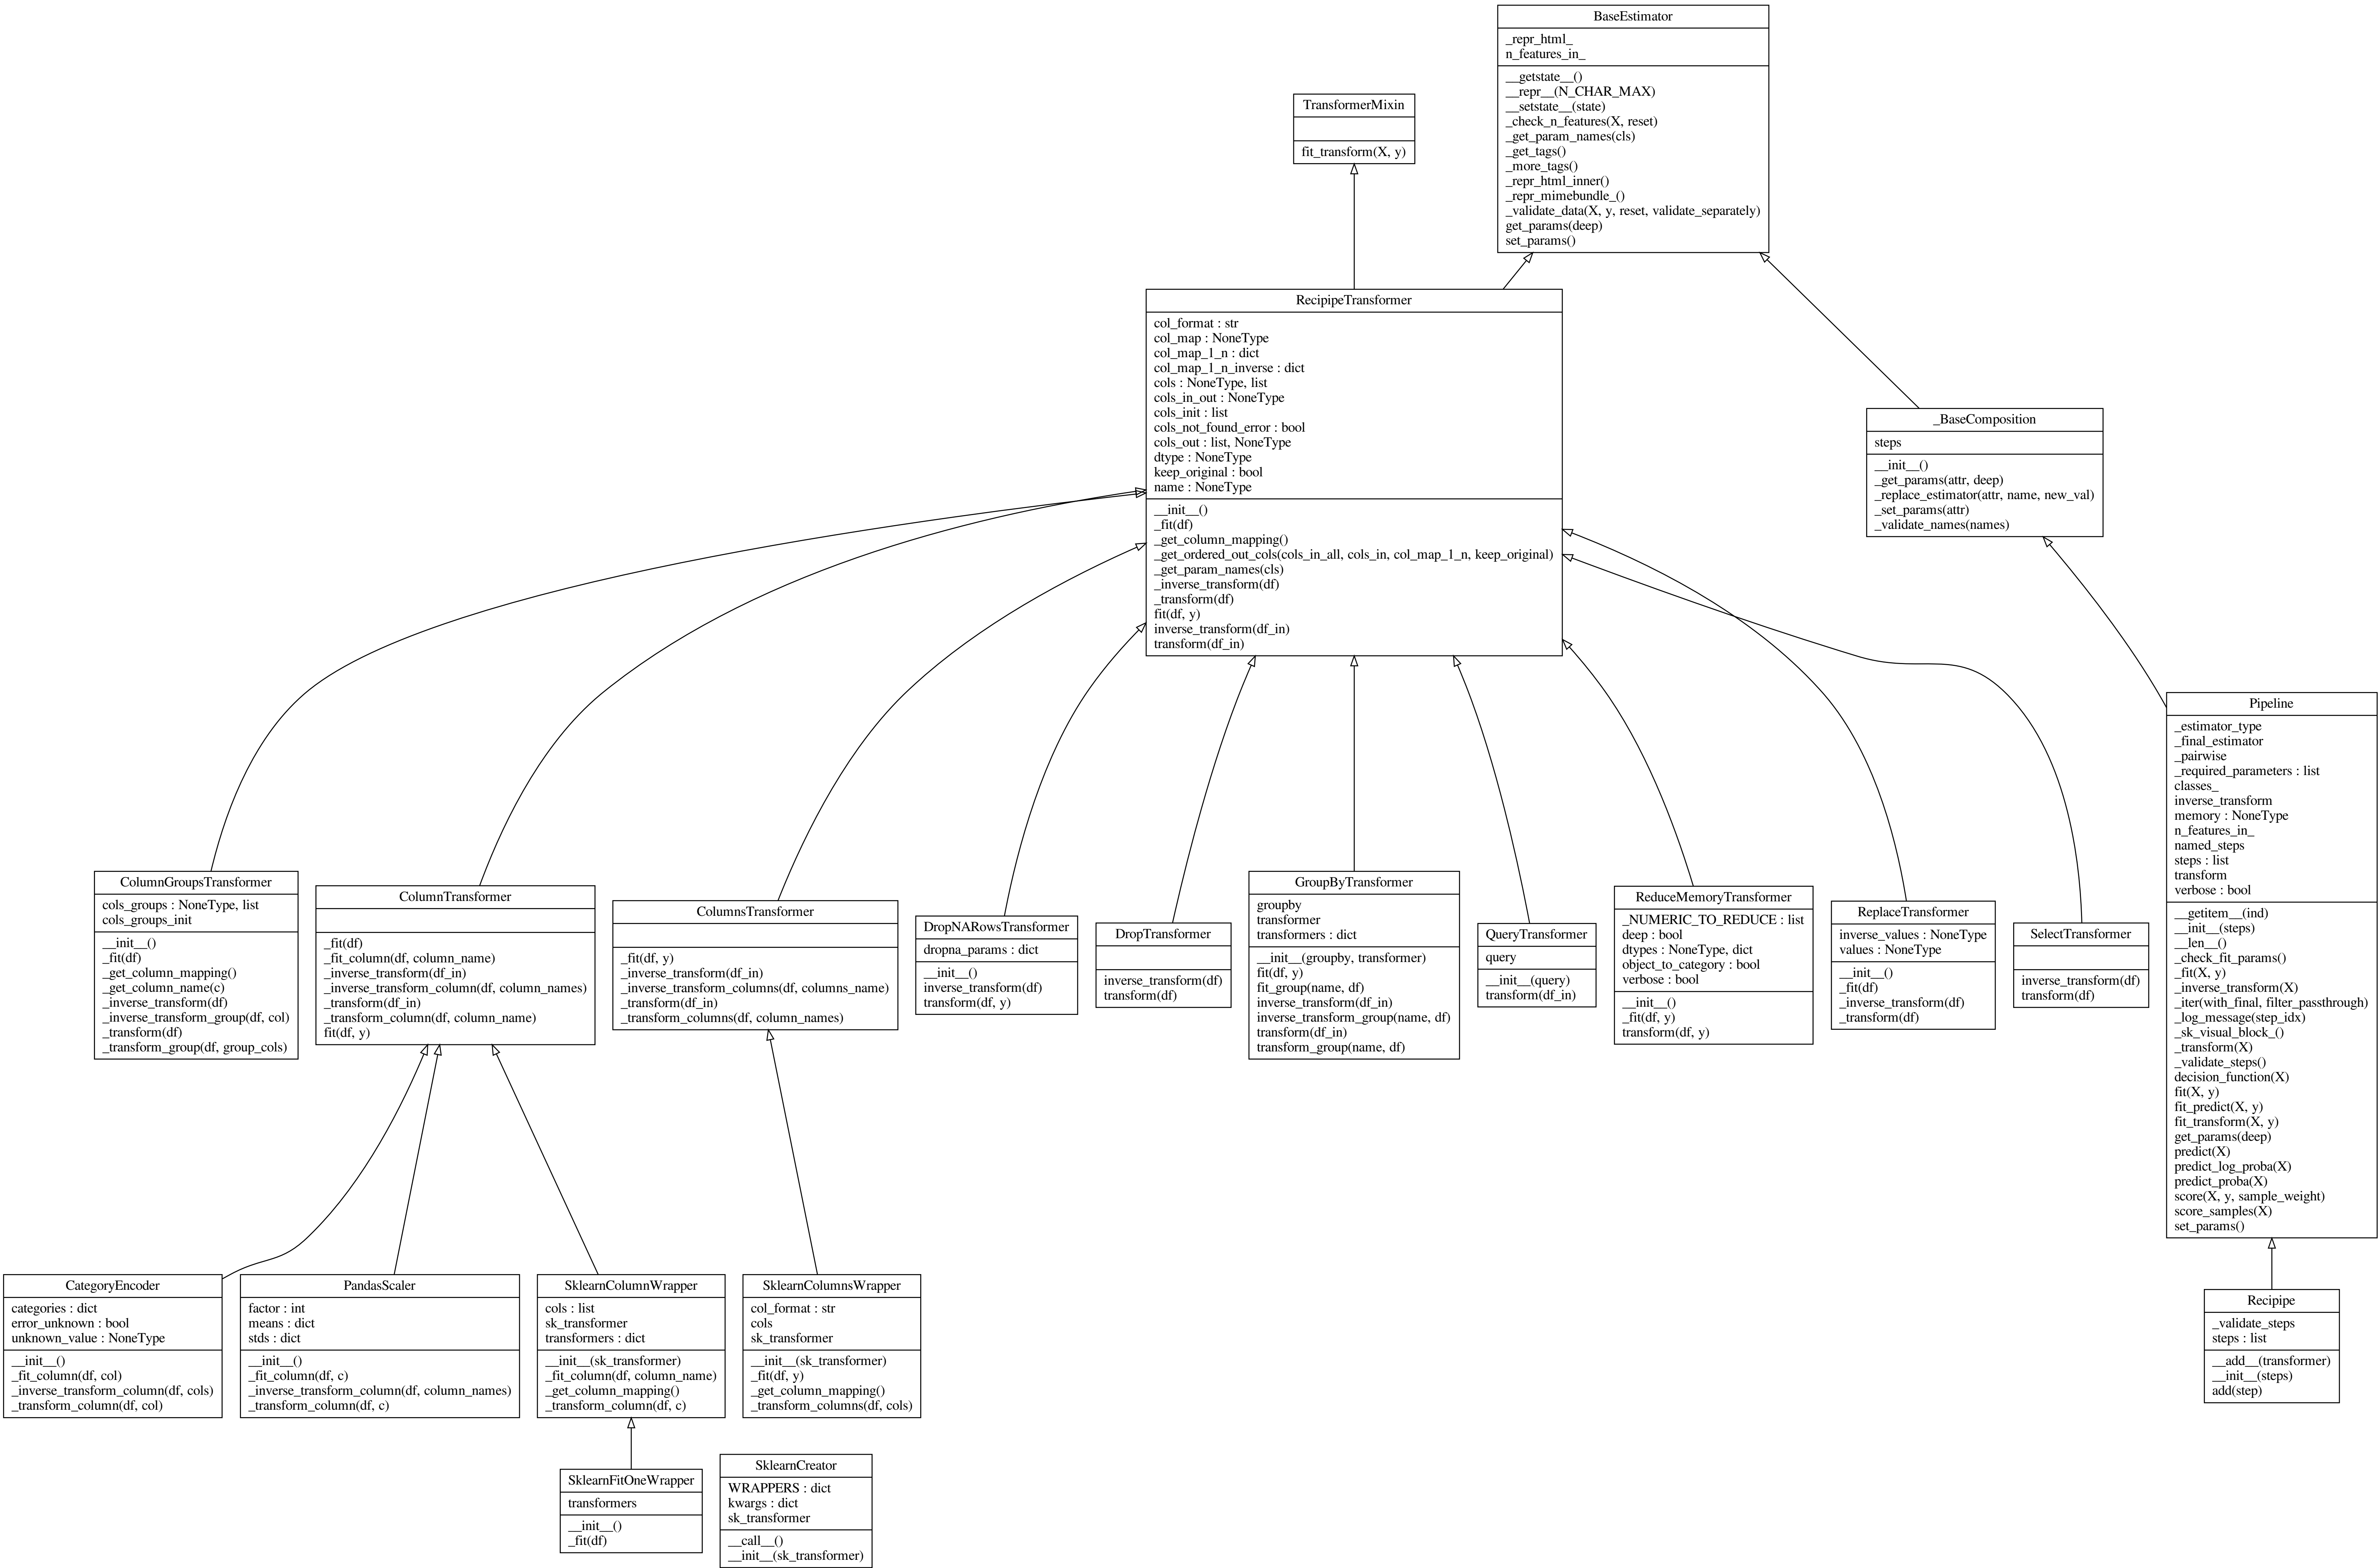 BaseEstimator
_repr_html_
n_features_in_
__getstate__()
__repr__(N_CHAR_MAX)
__setstate__(state)
_check_n_features(X, reset)
_get_param_names(cls)
_get_tags()
_more_tags()
_repr_html_inner()
_repr_mimebundle_()
_validate_data(X, y, reset, validate_separately)
get_params(deep)
set_params()
TransformerMixin
fit_transform(X, y)
RecipipeTransformer
col_format : str
col_map : NoneType
col_map_1_n : dict
col_map_1_n_inverse : dict
cols : NoneType, list
cols_in_out : NoneType
cols_init : list
cols_not_found_error : bool
cols_out : list, NoneType
dtype : NoneType
keep_original : bool
name : NoneType
__init__()
_fit(df)
_get_column_mapping()
_get_ordered_out_cols(cols_in_all, cols_in, col_map_1_n, keep_original)
_get_param_names(cls)
_inverse_transform(df)
_transform(df)
fit(df, y)
inverse_transform(df_in)
transform(df_in)
_BaseComposition
steps
__init__()
_get_params(attr, deep)
_replace_estimator(attr, name, new_val)
_set_params(attr)
_validate_names(names)
Pipeline
_estimator_type
_final_estimator
_pairwise
_required_parameters : list
classes_
inverse_transform
memory : NoneType
n_features_in_
named_steps
steps : list
transform
verbose : bool
__getitem__(ind)
__init__(steps)
__len__()
_check_fit_params()
_fit(X, y)
_inverse_transform(X)
_iter(with_final, filter_passthrough)
_log_message(step_idx)
_sk_visual_block_()
_transform(X)
_validate_steps()
decision_function(X)
fit(X, y)
fit_predict(X, y)
fit_transform(X, y)
get_params(deep)
predict(X)
predict_log_proba(X)
predict_proba(X)
score(X, y, sample_weight)
score_samples(X)
set_params()
ColumnGroupsTransformer
cols_groups : NoneType, list
cols_groups_init
__init__()
_fit(df)
_get_column_mapping()
_get_column_name(c)
_inverse_transform(df)
_inverse_transform_group(df, col)
_transform(df)
_transform_group(df, group_cols)
ColumnTransformer
_fit(df)
_fit_column(df, column_name)
_inverse_transform(df_in)
_inverse_transform_column(df, column_names)
_transform(df_in)
_transform_column(df, column_name)
fit(df, y)
ColumnsTransformer
_fit(df, y)
_inverse_transform(df_in)
_inverse_transform_columns(df, columns_name)
_transform(df_in)
_transform_columns(df, column_names)
DropNARowsTransformer
dropna_params : dict
__init__()
inverse_transform(df)
transform(df, y)
DropTransformer
inverse_transform(df)
transform(df)
GroupByTransformer
groupby
transformer
transformers : dict
__init__(groupby, transformer)
fit(df, y)
fit_group(name, df)
inverse_transform(df_in)
inverse_transform_group(name, df)
transform(df_in)
transform_group(name, df)
QueryTransformer
query
__init__(query)
transform(df_in)
ReduceMemoryTransformer
_NUMERIC_TO_REDUCE : list
deep : bool
dtypes : NoneType, dict
object_to_category : bool
verbose : bool
__init__()
_fit(df, y)
transform(df, y)
ReplaceTransformer
inverse_values : NoneType
values : NoneType
__init__()
_fit(df)
_inverse_transform(df)
_transform(df)
SelectTransformer
inverse_transform(df)
transform(df)
CategoryEncoder
categories : dict
error_unknown : bool
unknown_value : NoneType
__init__()
_fit_column(df, col)
_inverse_transform_column(df, cols)
_transform_column(df, col)
PandasScaler
factor : int
means : dict
stds : dict
__init__()
_fit_column(df, c)
_inverse_transform_column(df, column_names)
_transform_column(df, c)
SklearnColumnWrapper
cols : list
sk_transformer
transformers : dict
__init__(sk_transformer)
_fit_column(df, column_name)
_get_column_mapping()
_transform_column(df, c)
SklearnColumnsWrapper
col_format : str
cols
sk_transformer
__init__(sk_transformer)
_fit(df, y)
_get_column_mapping()
_transform_columns(df, cols)
Recipipe
_validate_steps
steps : list
__add__(transformer)
__init__(steps)
add(step)
SklearnFitOneWrapper
transformers
__init__()
_fit(df)
SklearnCreator
WRAPPERS : dict
kwargs : dict
sk_transformer
__call__()
__init__(sk_transformer)